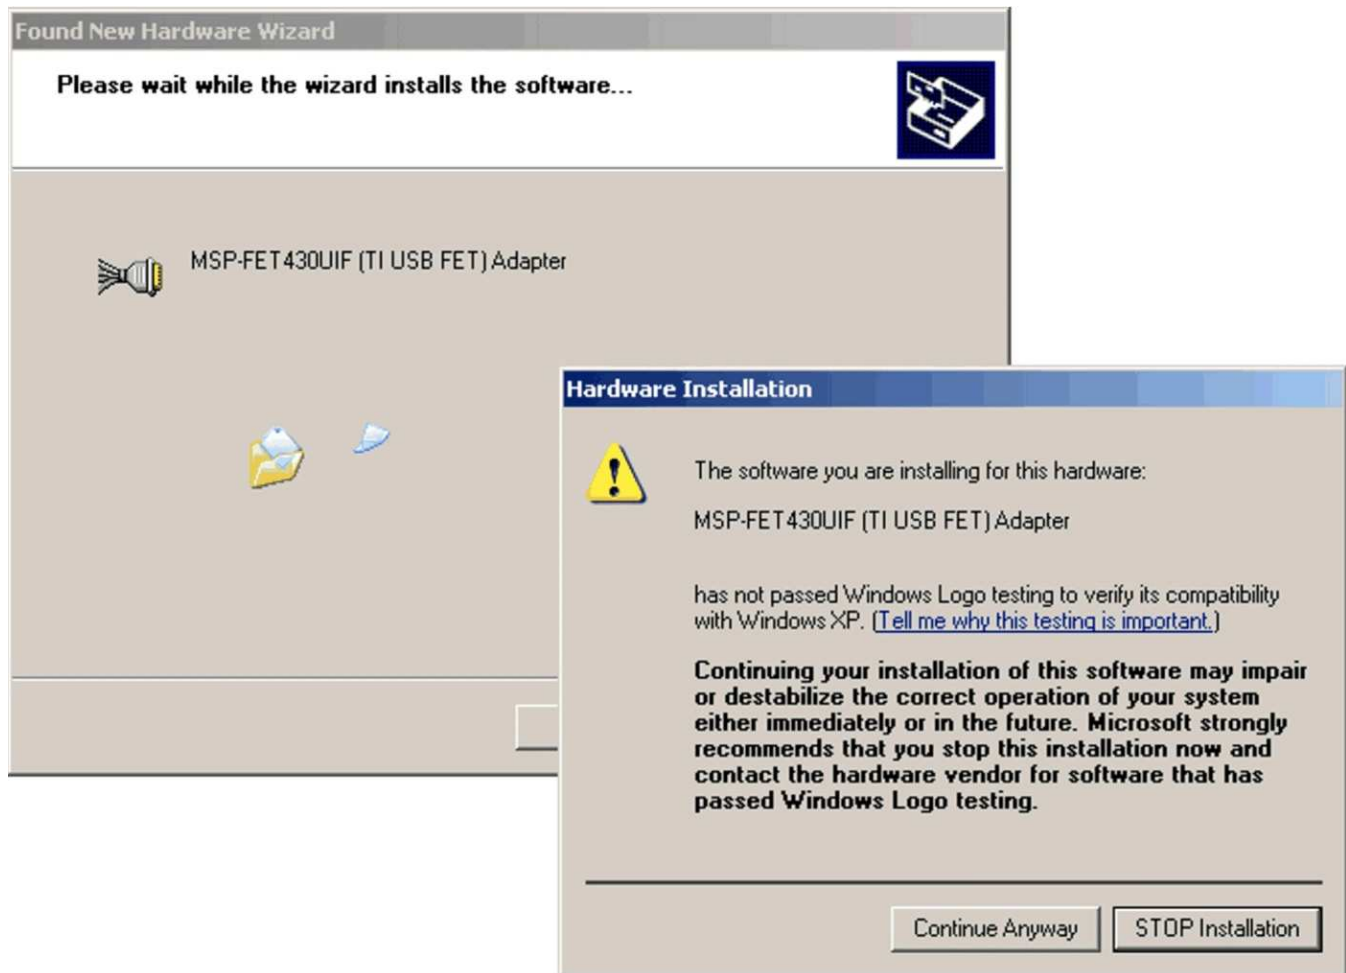 Found New Hardware Wizard
Please wait while the wizard installs the software...
MSP-FET430UIF (TI USB FET) Adapter
Hardware Installation
The software you are installing for this hardware:
MSP-FET430UIF (TI USB FET) Adapter
has not passed Windows Logo testing to verify its compatibility
with Windows XP. (Tell me why this testing is important.)
Continuing your installation of this software may impair
or destabilize the correct operation of your system
either immediately or in the future. Microsoft strongly
recommends that you stop this installation now and
contact the hardware vendor for software that has
passed Windows Logo testing.
Continue Anyway
STOP Installation